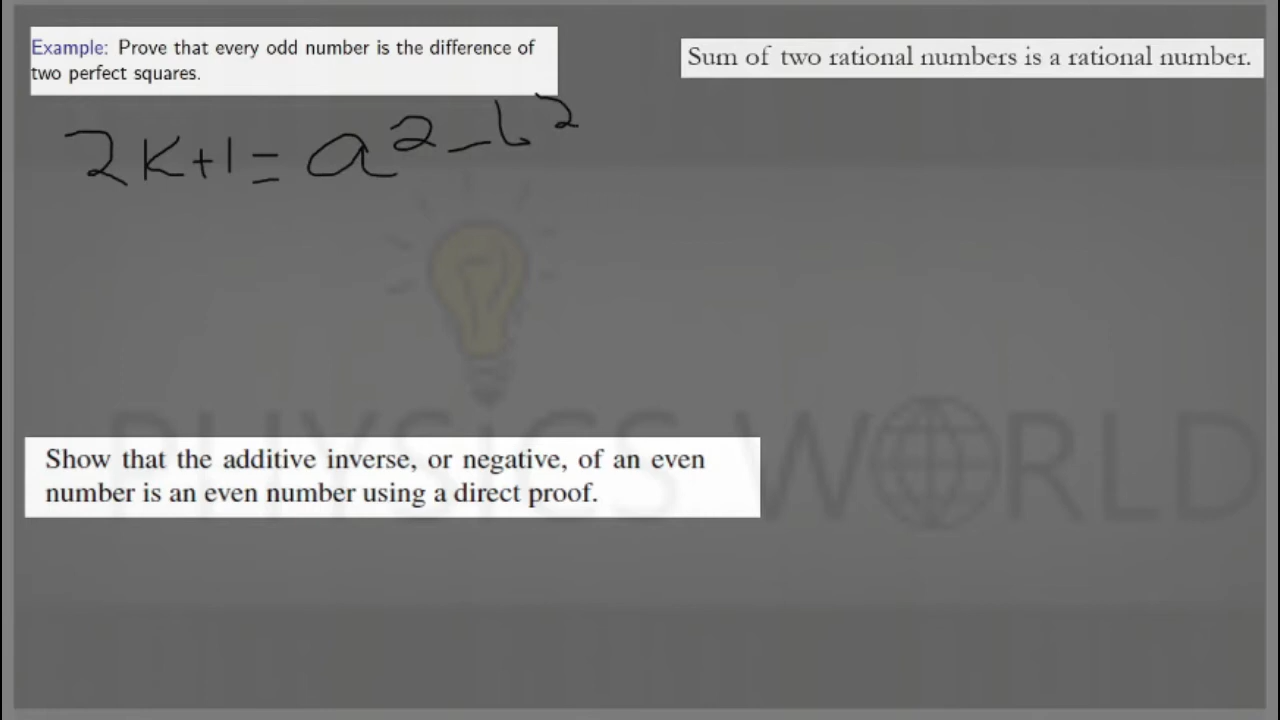 Example: Prove that every odd number is the difference of
two perfect squares.
Sum of two rational numbers is a rational number.
2K+1 = a² - b²
Show that the additive inverse, or negative, of an even
number is an even number using a direct proof.
PHYSICS WORLD